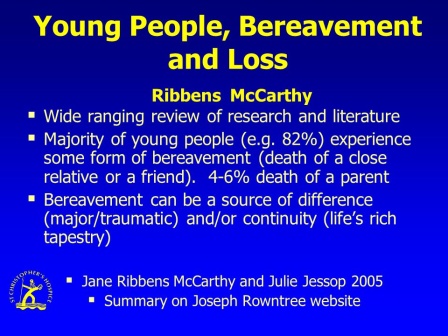 Young People, Bereavement
and Loss
Ribbens McCarthy
Wide ranging review of research and literature
Majority of young people (e.g. 82%) experience
some form of bereavement (death of a close
relative or a friend). 4-6% death of a parent
Bereavement can be a source of difference
(major/traumatic) and/or continuity (life's rich
tapestry)
Jane Ribbens McCarthy and Julie Jessop 2005
Summary on Joseph Rowntree website
ST CHRISTOPHER'S HOSPICE